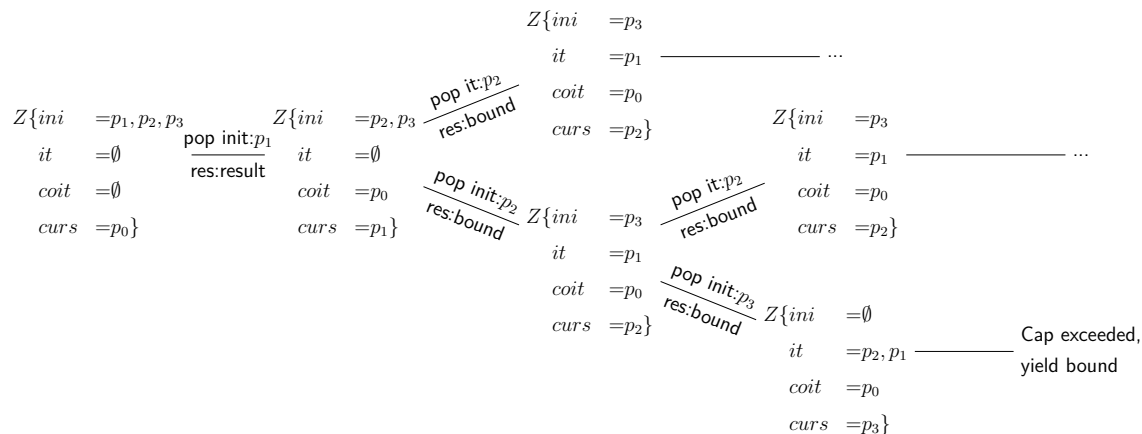 Z{ini =p₃
it =p₁ ...
coit =p₀
curs =p₂}
pop it:p₂
res:bound
Z{ini =p₁, p₂, p₃
it =∅
coit =∅
curs =p₀}
pop init:p₁
res:result
Z{ini =p₂, p₃
it =∅
coit =p₀
curs =p₁}
pop init:p₂
res:bound
Z{ini =p₃
it =p₁
coit =p₀
curs =p₂}
pop it:p₂
res:bound
Z{ini =p₃
it =p₁ ...
coit =p₀
curs =p₂}
pop init:p₃
res:bound
Z{ini =∅
it =p₂, p₁
coit =p₀
curs =p₃}
Cap exceeded,
yield bound